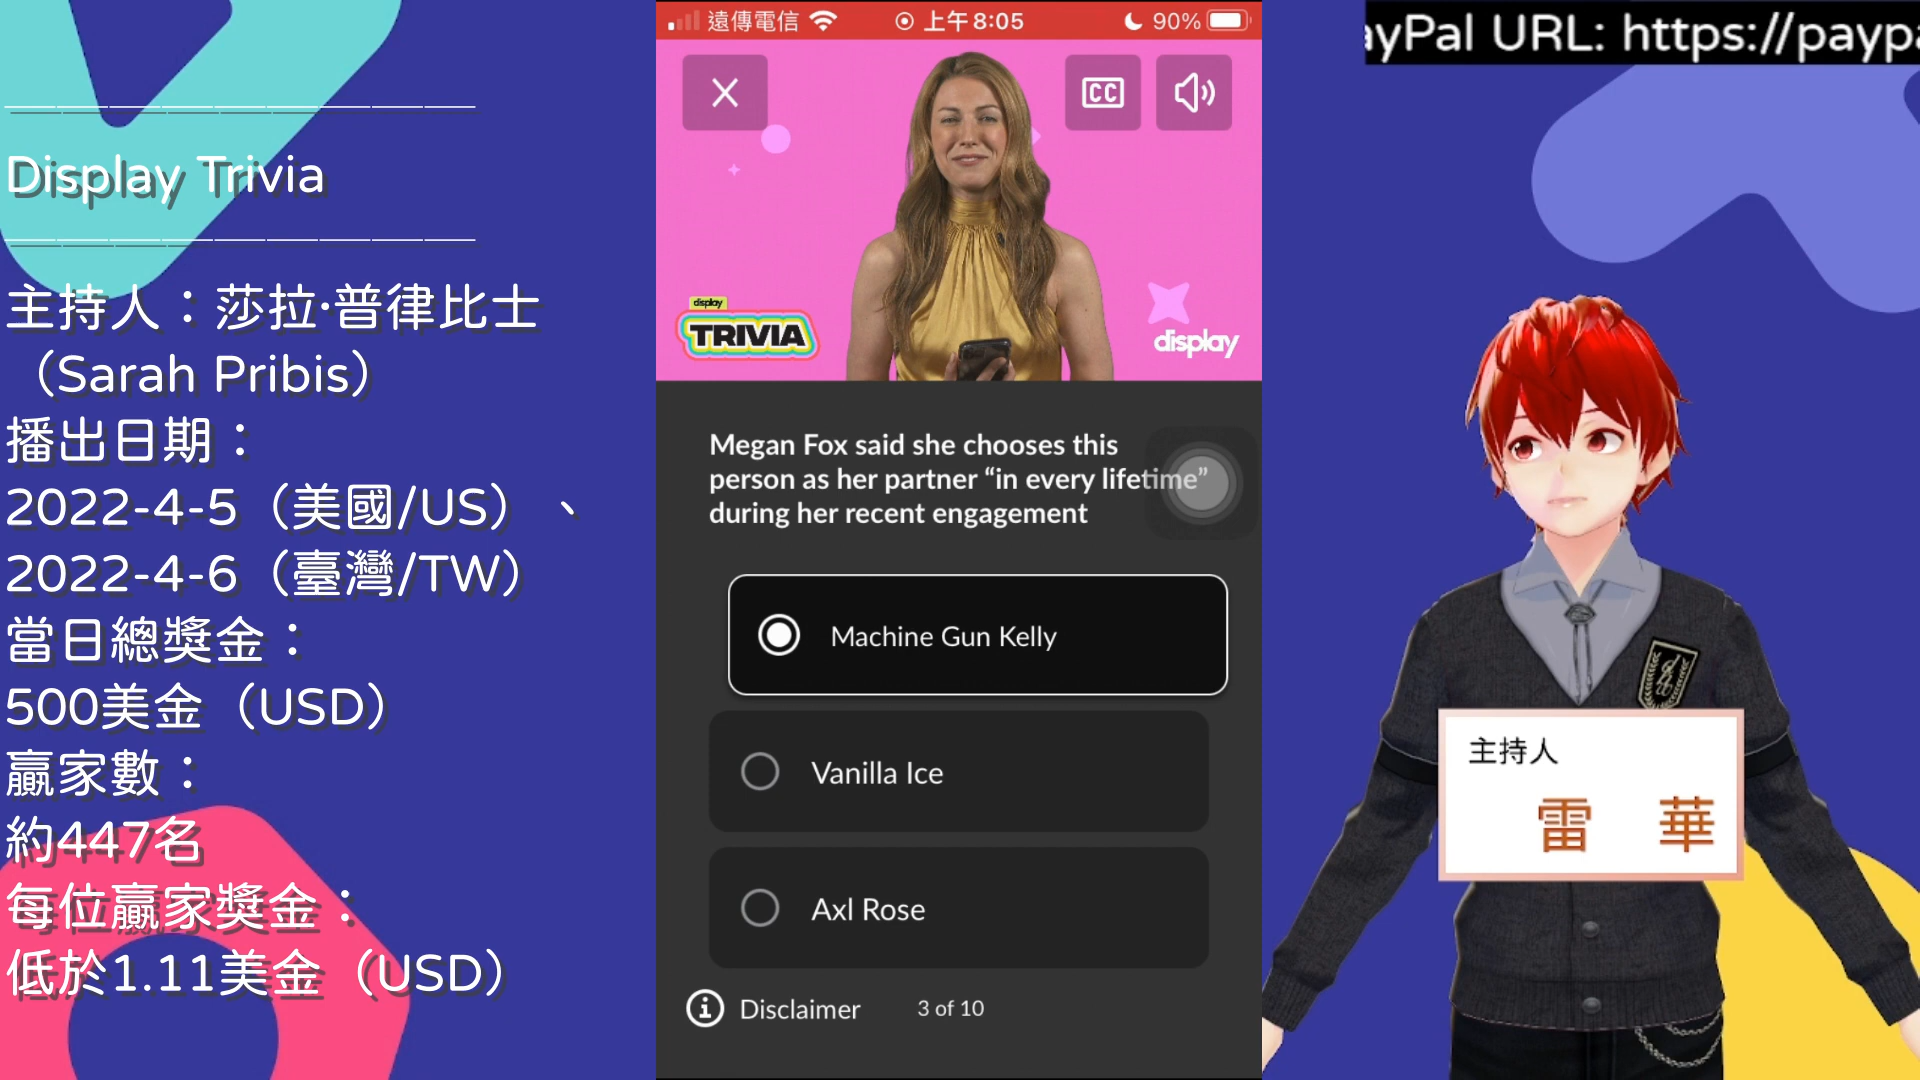 Display Trivia
主持人：莎拉·普律比士
（Sarah Pribis）
播出日期：
2022-4-5（美國/US）、
2022-4-6（臺灣/TW）
當日總獎金：
500美金（USD）
贏家數：
約447名
每位贏家獎金：
低於1.11美金（USD）
遠傳電信
上午8:05
90%
CC
display
TRIVIA
display
Megan Fox said she chooses this
person as her partner “in every lifetime”
during her recent engagement
Machine Gun Kelly
Vanilla Ice
Axl Rose
Disclaimer
3 of 10
PayPal URL: https://paypa
主持人
雷 華